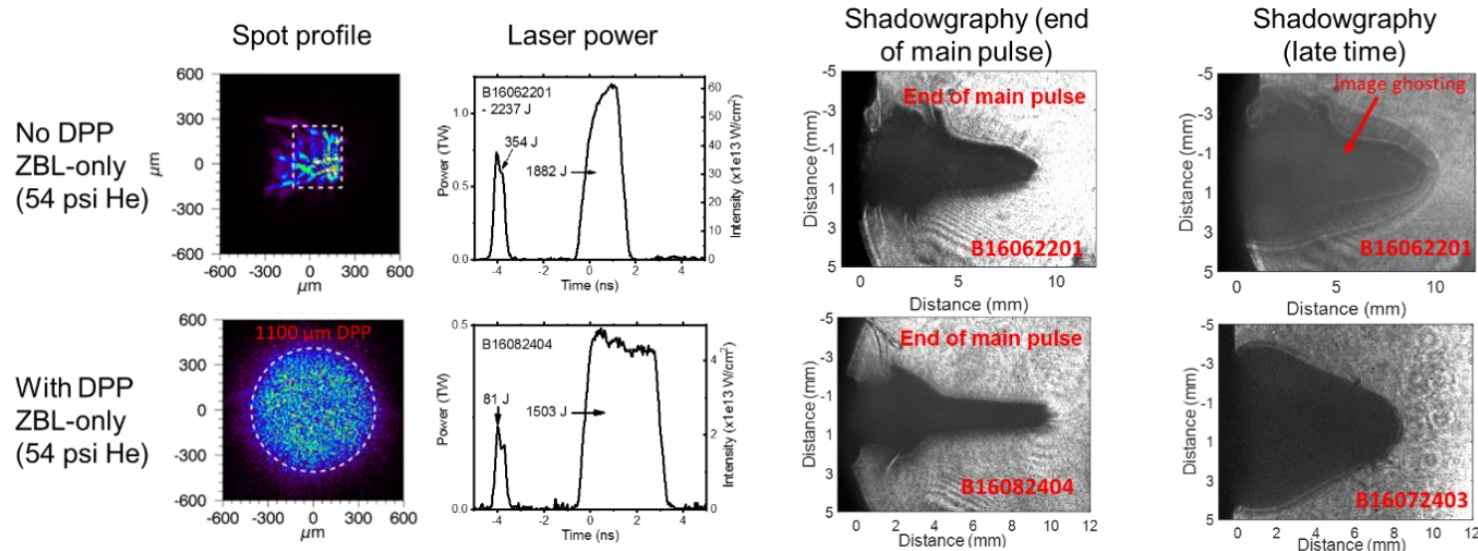 Spot profile
Laser power
Shadowgraphy (end
of main pulse)
Shadowgraphy
(late time)
No DPP
ZBL-only
(54 psi He)
600
300
0
-300
-600
µm
-600 -300 0 300 600
µm
B16062201
- 2237 J
354 J
1882 J
1.0
0.5
0.0
Power (TW)
60
50
40
30
20
10
0
Intensity (x1e13 W/cm²)
-4 -2 0 2 4
Time (ns)
End of main pulse
B16062201
-5
-3
-1
1
3
5
Distance (mm)
0 5 10
Distance (mm)
Image ghosting
B16062201
-5
-3
-1
1
3
5
Distance (mm)
0 5 10
Distance (mm)
With DPP
ZBL-only
(54 psi He)
1100 µm DPP
600
300
0
-300
-600
µm
-600 -300 0 300 600
µm
B16082404
81 J
1503 J
0.5
0.0
Power (TW)
4
2
0
Intensity (x1e13 W/cm²)
-4 0 4
Time (ns)
End of main pulse
B16082404
-5
-3
-1
1
3
5
Distance (mm)
0 2 4 6 8 10 12
Distance (mm)
B16072403
-5
-3
-1
1
3
5
Distance (mm)
0 2 4 6 8 10 12
Distance (mm)